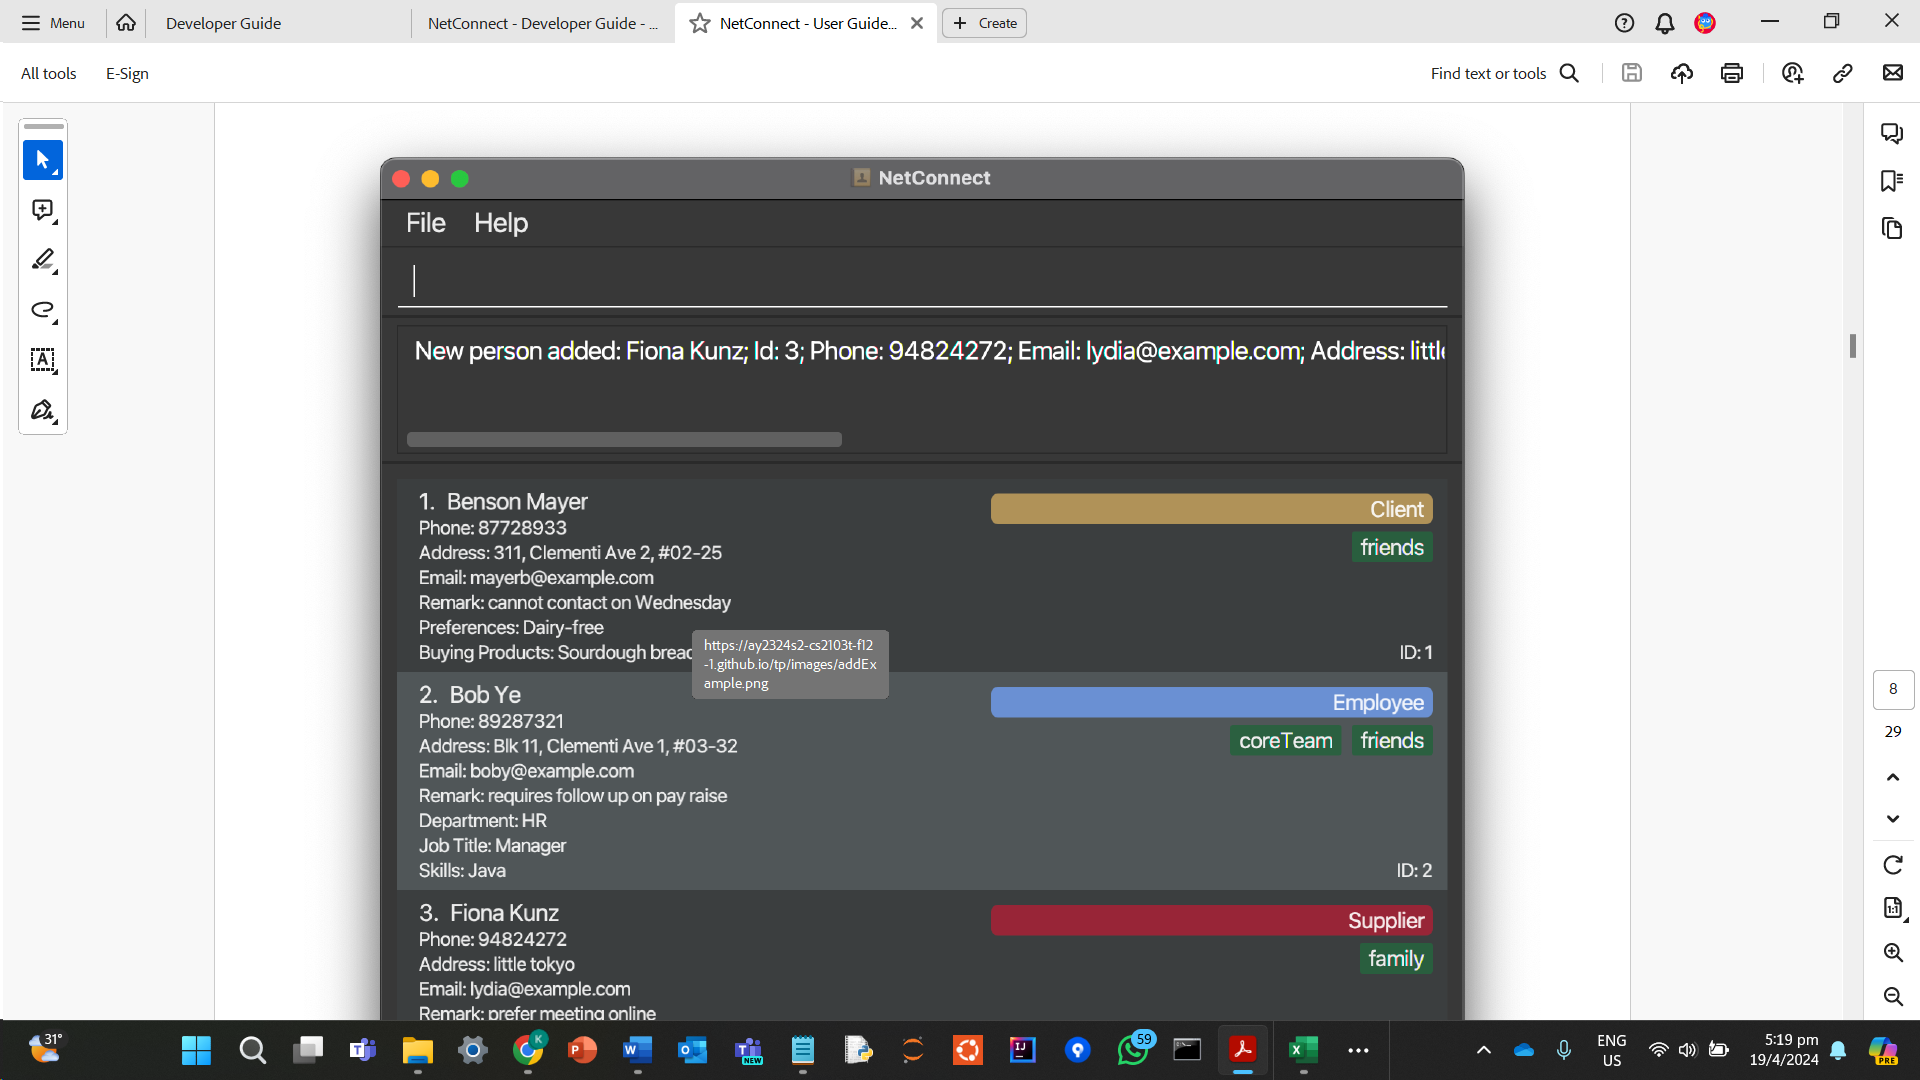 Menu
Developer Guide
NetConnect - Developer Guide - ...
NetConnect - User Guide...
Create
All tools
E-Sign
Find text or tools
NetConnect
File Help
New person added: Fiona Kunz; Id: 3; Phone: 94824272; Email: lydia@example.com; Address: little
1. Benson Mayer
Client
Phone: 87728933
friends
Address: 311, Clementi Ave 2, #02-25
Email: mayerb@example.com
Remark: cannot contact on Wednesday
Preferences: Dairy-free
Buying Products: Sourdough bread
ID: 1
https://ay2324s2-cs2103t-f12
-1.github.io/tp/images/addEx
ample.png
2. Bob Ye
Employee
Phone: 89287321
coreTeam friends
Address: Blk 11, Clementi Ave 1, #03-32
Email: boby@example.com
Remark: requires follow up on pay raise
Department: HR
Job Title: Manager
Skills: Java
ID: 2
3. Fiona Kunz
Supplier
Phone: 94824272
family
Address: little tokyo
Email: lydia@example.com
Remark: prefer meeting online
8
29
1:1
31°
NEW
59
ENG
US
5:19 pm
19/4/2024
PRE